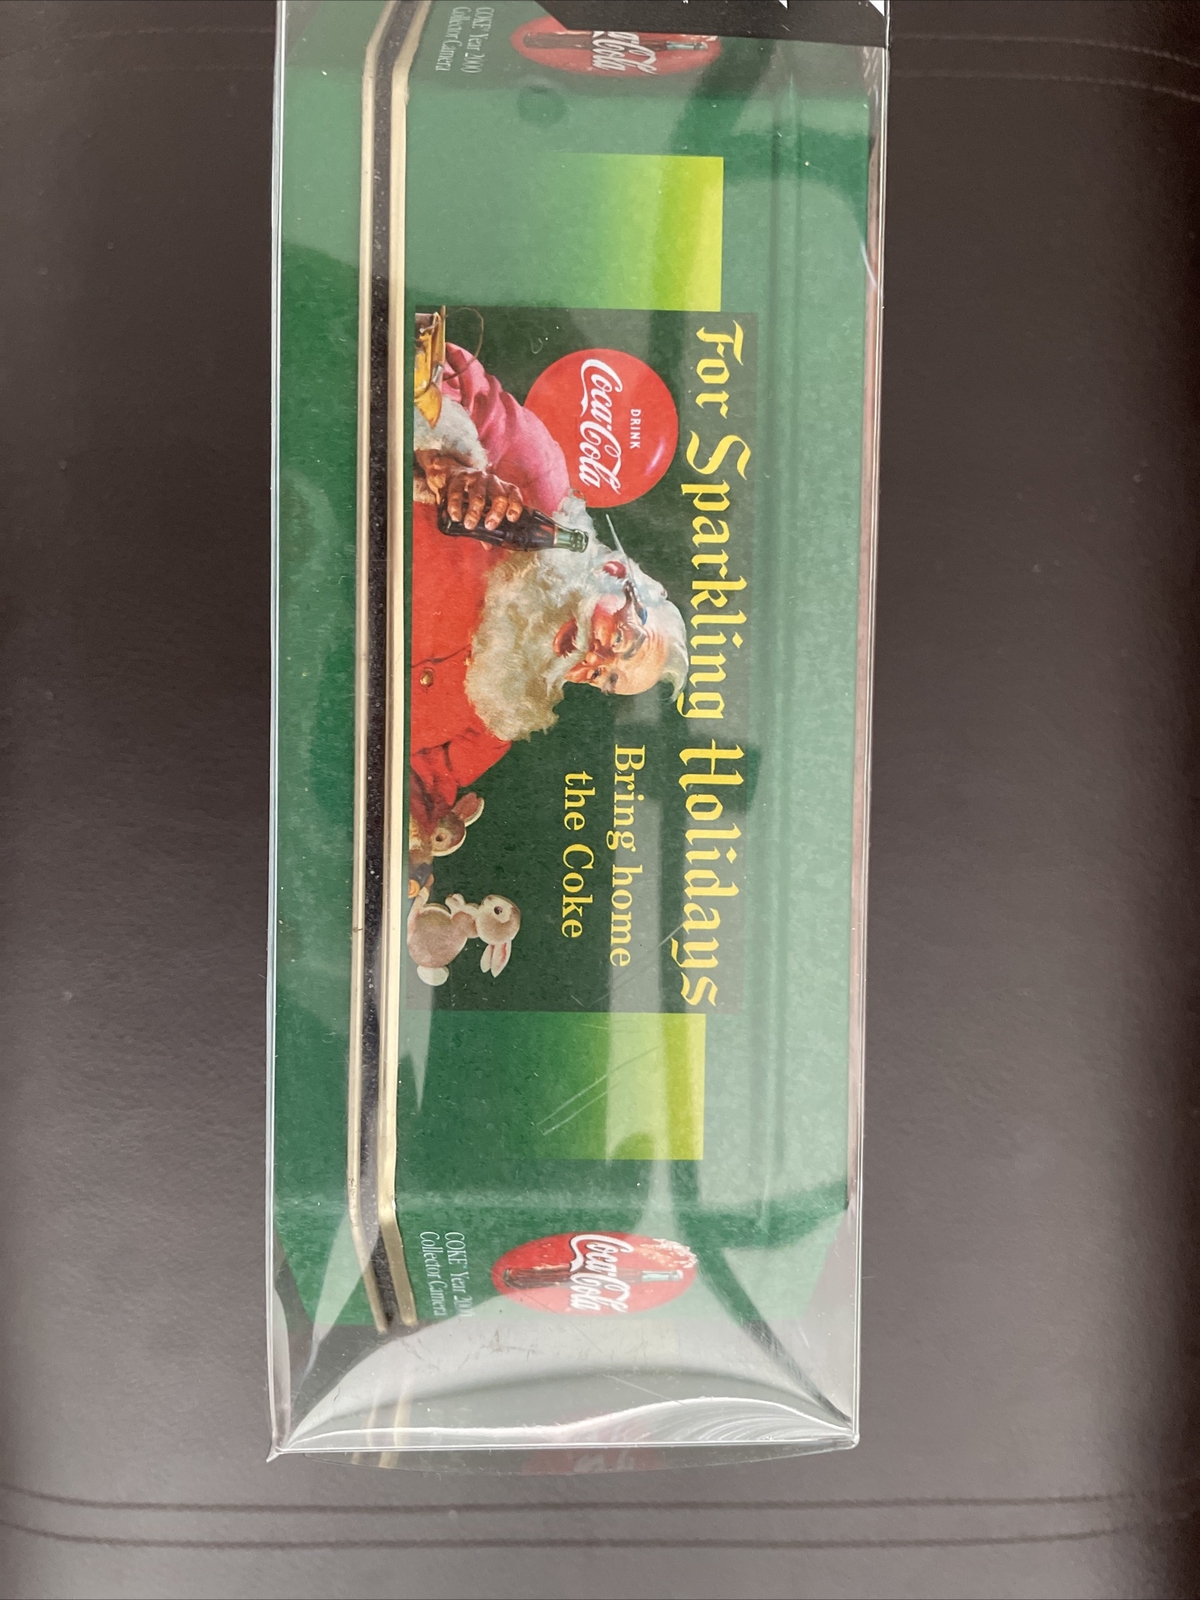 For Sparkling Holidays
DRINK
Coca-Cola
Bring home
the Coke
Coca-Cola
COKE Year 2000
Collector Camera
Coca-Cola
COKE Year
Collector Camera